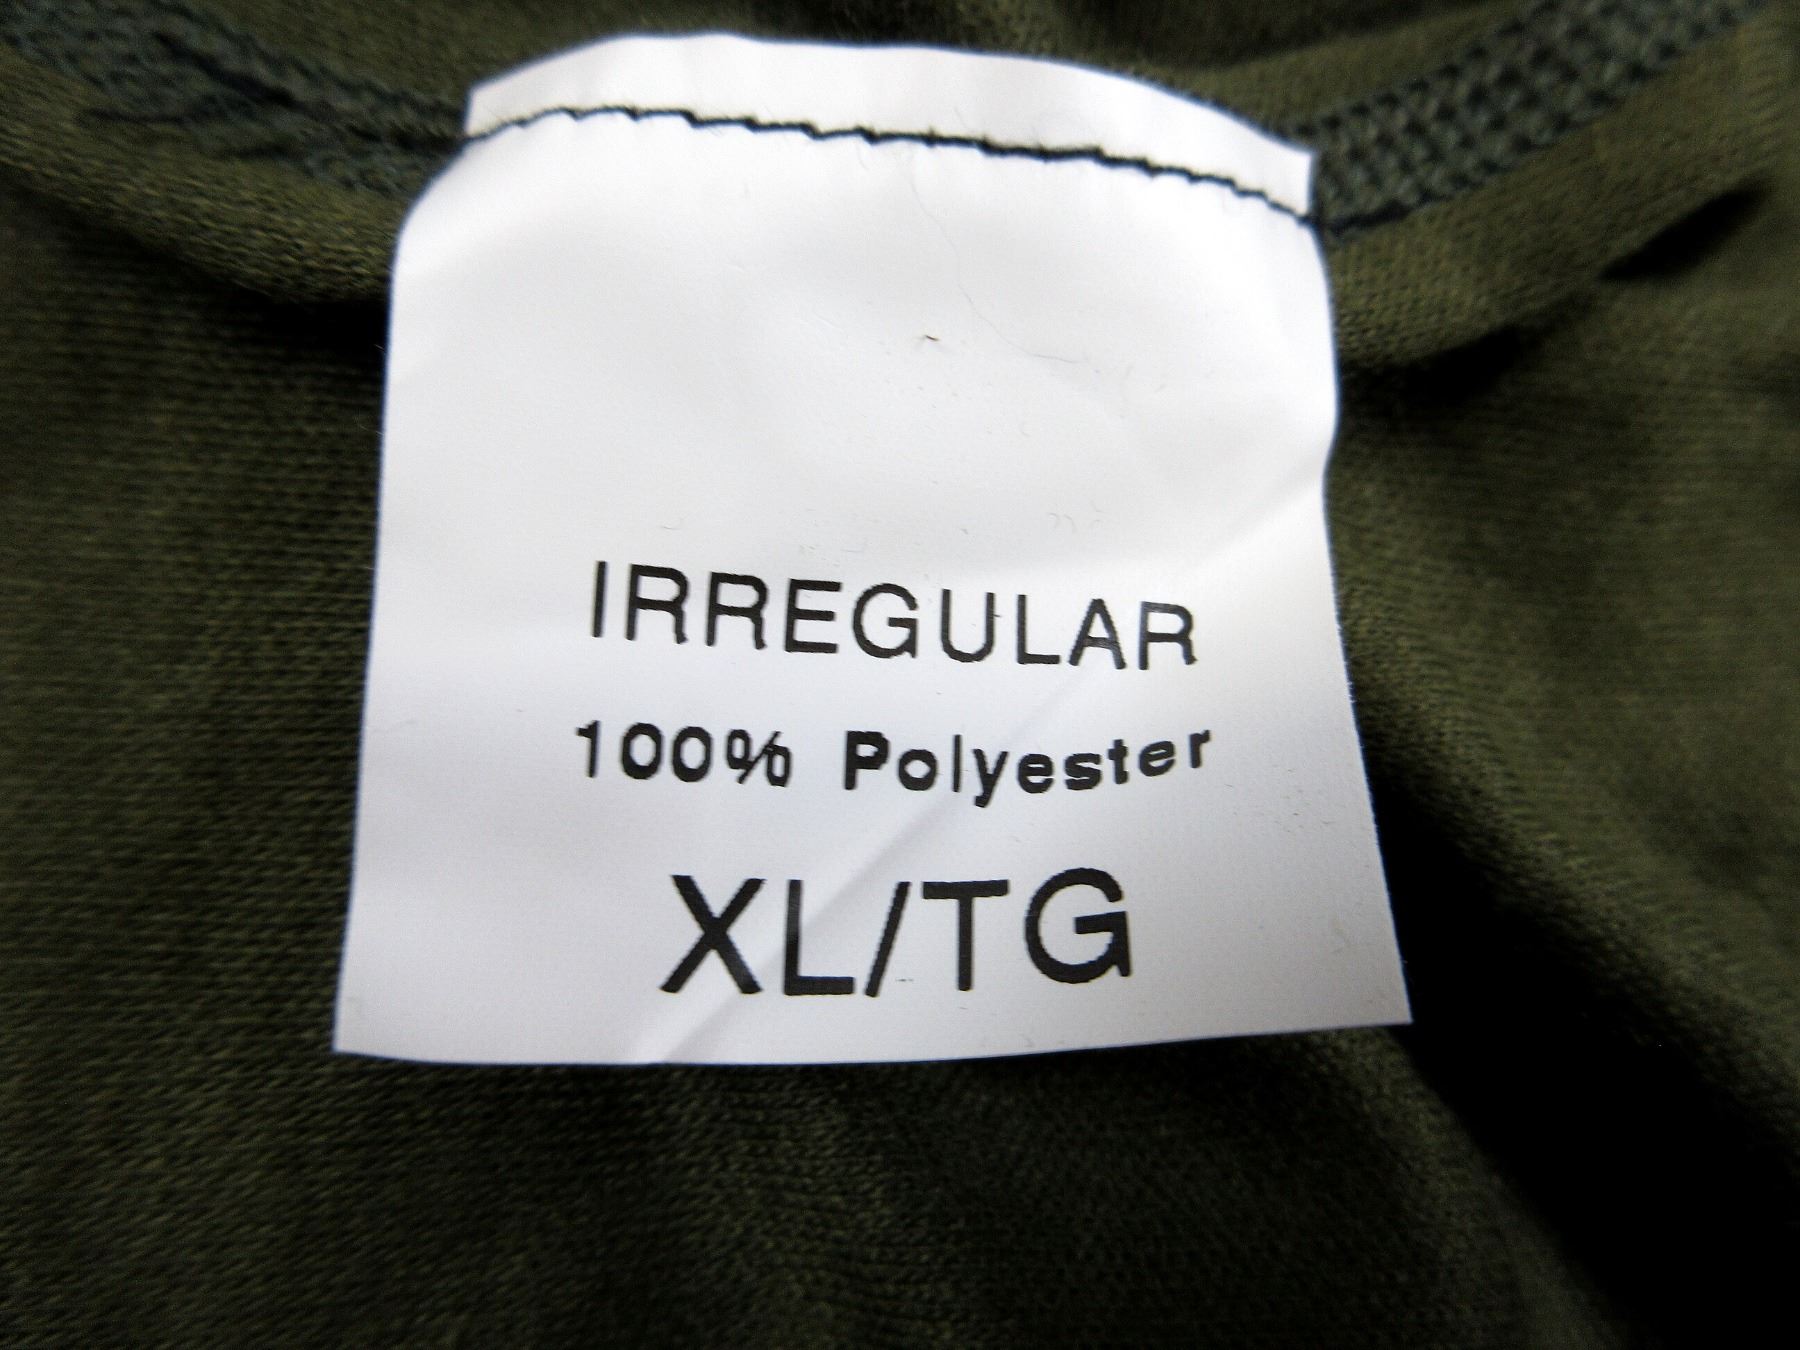 IRREGULAR
100% Polyester
XL/TG